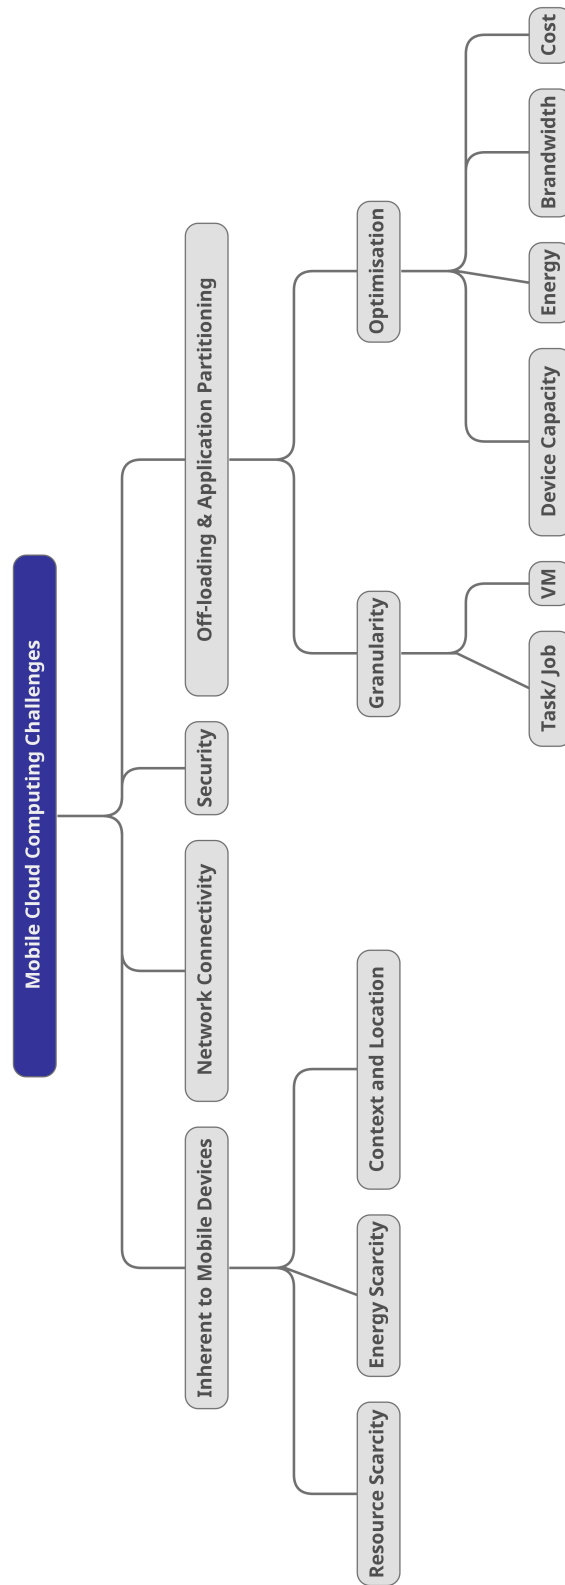 Mobile Cloud Computing Challenges
Inherent to Mobile Devices
Network Connectivity
Security
Off-loading & Application Partitioning
Resource Scarcity
Energy Scarcity
Context and Location
Granularity
Optimisation
Task/ Job
VM
Device Capacity
Energy
Brandwidth
Cost